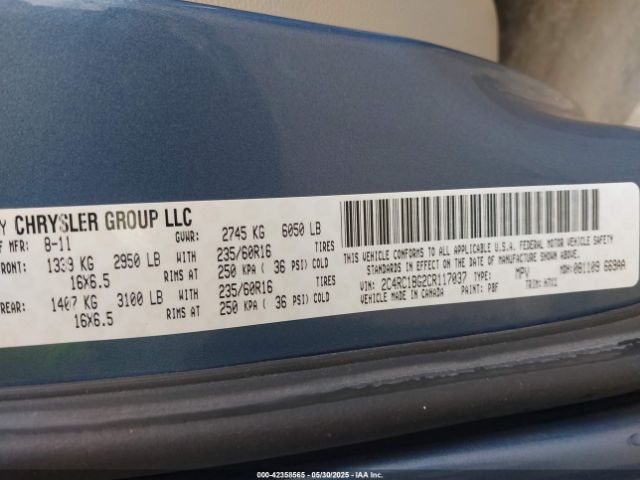 Y CHRYSLER GROUP LLC
F MFR: 8-11 GVWR: 2745 KG 6050 LB
FRONT: 1339 KG 2950 LB WITH 235/60R16 TIRES
16X6.5 RIMS AT 250 KPA ( 36 PSI) COLD
REAR: 1407 KG 3100 LB WITH 235/60R16 TIRES
16X6.5 RIMS AT 250 KPA ( 36 PSI) COLD
THIS VEHICLE CONFORMS TO ALL APPLICABLE U.S.A. FEDERAL MOTOR VEHICLE SAFETY
STANDARDS IN EFFECT ON THE DATE OF MANUFACTURE SHOWN ABOVE.
VIN: 2C4RC1BG2CR117037 TYPE: MPV MDH: 081109 669AA
VEHICLE MADE IN CANADA PAINT: PBF TRIM:
000-42358565 | 05/30/2025 | IAA Inc.